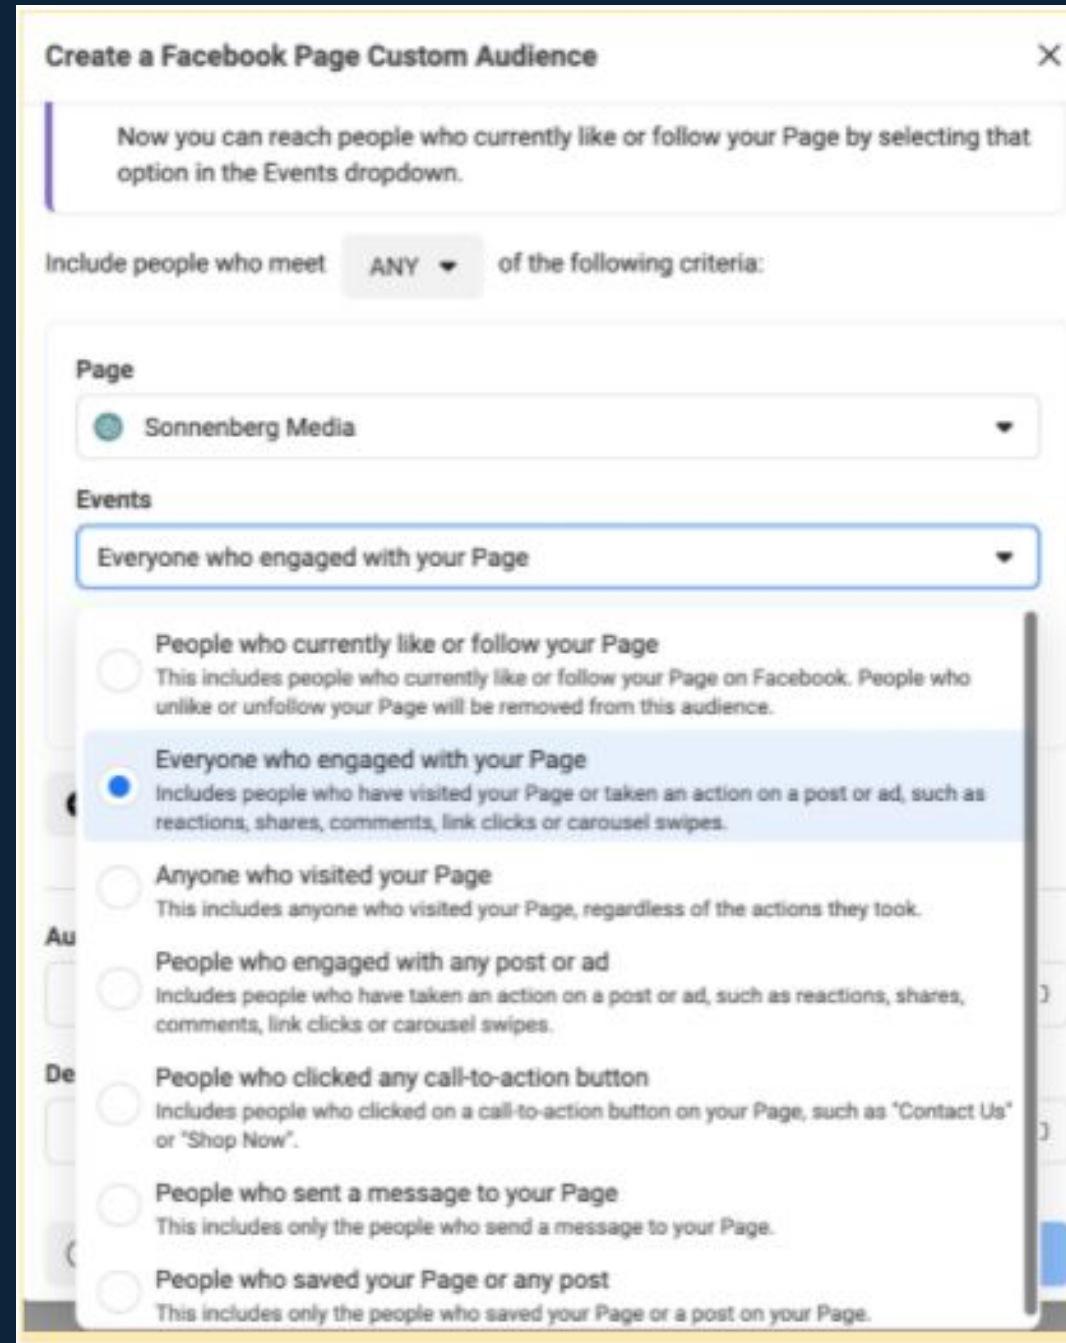 Create a Facebook Page Custom Audience
Now you can reach people who currently like or follow your Page by selecting that
option in the Events dropdown.
Include people who meet ANY of the following criteria:
Page
Sonnenberg Media
Events
Everyone who engaged with your Page
People who currently like or follow your Page
This includes people who currently like or follow your Page on Facebook. People who
unlike or unfollow your Page will be removed from this audience.
Everyone who engaged with your Page
Includes people who have visited your Page or taken an action on a post or ad, such as
reactions, shares, comments, link clicks or carousel swipes.
Anyone who visited your Page
This includes anyone who visited your Page, regardless of the actions they took.
Au
People who engaged with any post or ad
Includes people who have taken an action on a post or ad, such as reactions, shares,
comments, link clicks or carousel swipes.
De
People who clicked any call-to-action button
Includes people who clicked on a call-to-action button on your Page, such as "Contact Us"
or "Shop Now".
People who sent a message to your Page
This includes only the people who send a message to your Page.
People who saved your Page or any post
This includes only the people who saved your Page or a post on your Page.